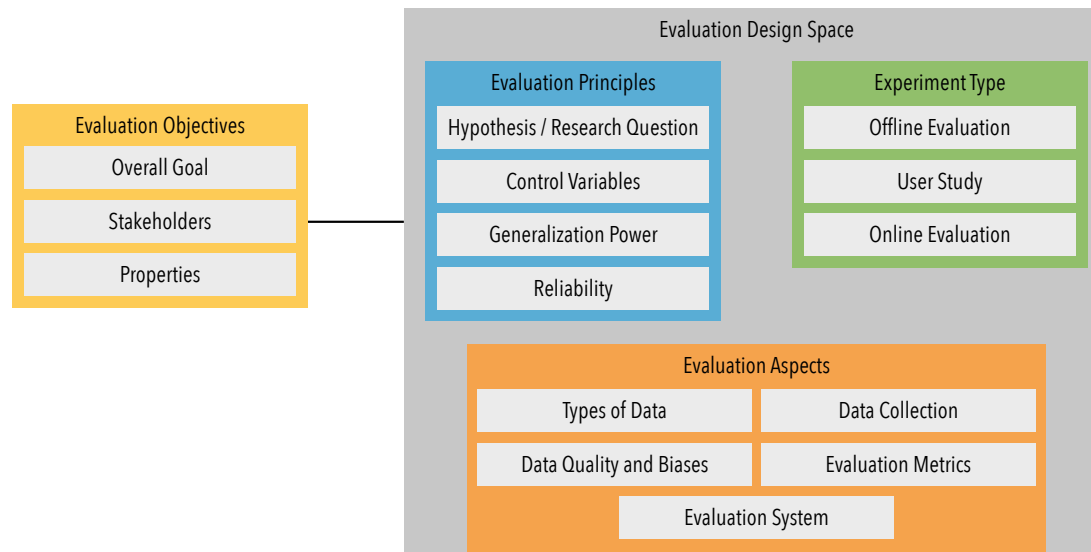 Evaluation Design Space
Evaluation Objectives
Overall Goal
Stakeholders
Properties
Evaluation Principles
Hypothesis / Research Question
Control Variables
Generalization Power
Reliability
Experiment Type
Offline Evaluation
User Study
Online Evaluation
Evaluation Aspects
Types of Data
Data Collection
Data Quality and Biases
Evaluation Metrics
Evaluation System